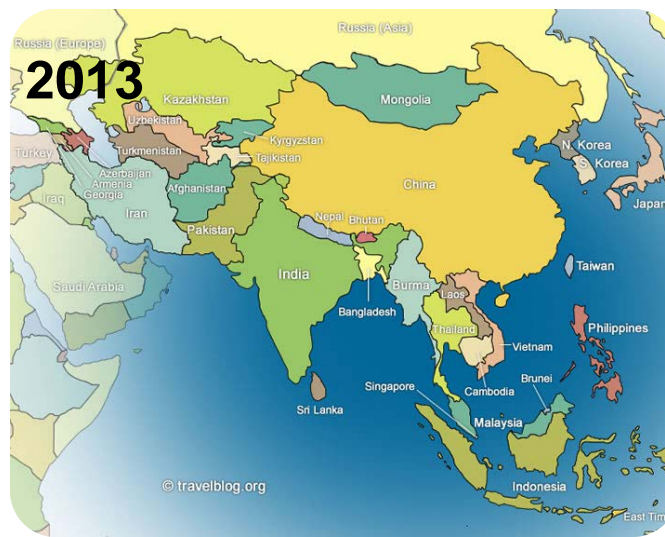 Russia (Asia)
Russia (Europe)
2013
Kazakhstan
Mongolia
Uzbekistan
Kyrgyzstan
N. Korea
Turkey
Turkmenistan
Tajikistan
S. Korea
Azerbaijan
Armenia
Georgia
China
Afghanistan
Iraq
Iran
Japan
Pakistan
Nepal
Bhutan
India
Taiwan
Saudi Arabia
Burma
Laos
Bangladesh
Thailand
Philippines
Vietnam
Singapore
Brunei
Cambodia
Sri Lanka
Malaysia
© travelblog.org
Indonesia
East Tim